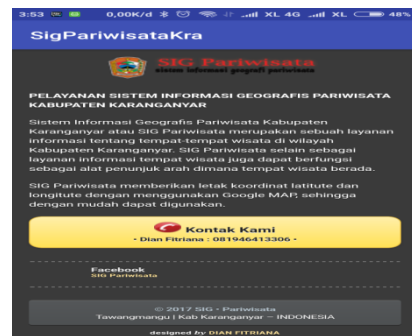 3:53 0,00K/d XL 4G XL 48%
SigPariwisataKra
SIG Pariwisata
sistem informasi geografi pariwisata
PELAYANAN SISTEM INFORMASI GEOGRAFIS PARIWISATA
KABUPATEN KARANGANYAR
Sistem Informasi Geografis Pariwisata Kabupaten
Karanganyar atau SIG Pariwisata merupakan sebuah layanan
informasi tentang tempat-tempat wisata di wilayah
Kabupaten Karanganyar. SIG Pariwisata selain sebagai
layanan informasi tempat wisata juga dapat berfungsi
sebagai alat penunjuk arah dimana tempat wisata berada.
SIG Pariwisata memberikan letak koordinat latitute dan
longitute dengan menggunakan Google MAP, sehingga
dengan mudah dapat digunakan.
Kontak Kami
- Dian Fitriana : 081946413306 -
Facebook
SIG Pariwisata
© 2017 SIG - Pariwisata
Tawangmangu | Kab Karanganyar – INDONESIA
designed by DIAN FITRIANA